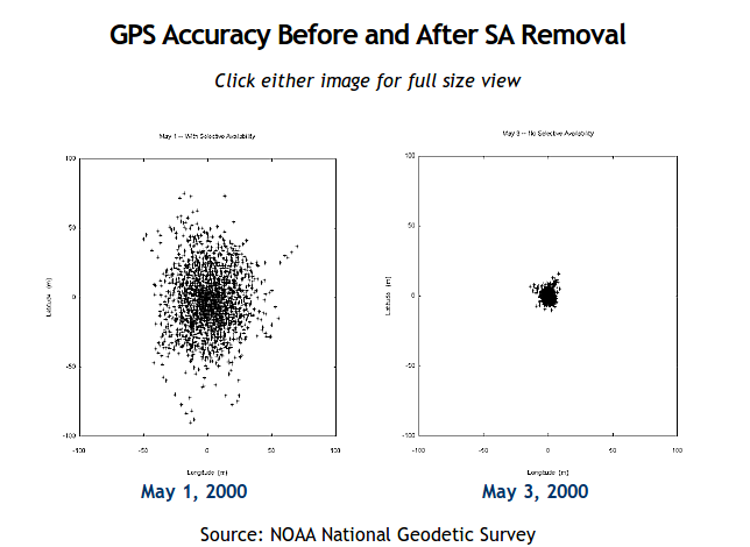 GPS Accuracy Before and After SA Removal
Click either image for full size view
May 1 -- With Selective Availability
May 3 -- No Selective Availability
100
50
0
-50
-100
Latitude (m)
-100
-50
0
50
100
Longitude (m)
100
50
0
-50
-100
Latitude (m)
-100
-50
0
50
100
Longitude (m)
May 1, 2000
May 3, 2000
Source: NOAA National Geodetic Survey